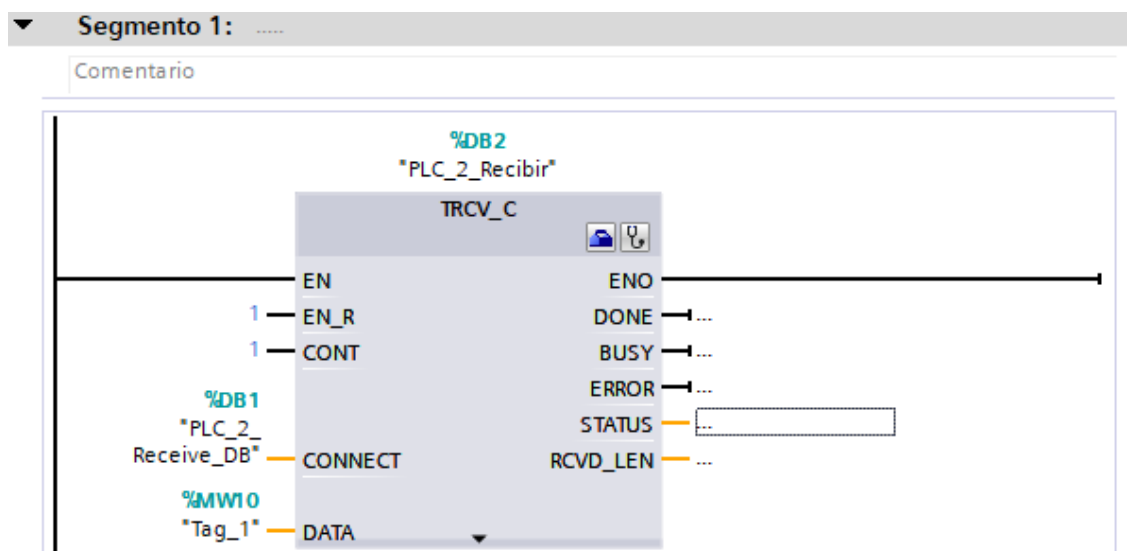 Segmento 1: .....
Comentario
%DB2
"PLC_2_Recibir"
TRCV_C
EN ENO
1 EN_R DONE ...
1 CONT BUSY ...
ERROR ...
%DB1
"PLC_2_
Receive_DB" CONNECT
STATUS ...
RCVD_LEN ...
%MW10
"Tag_1" DATA